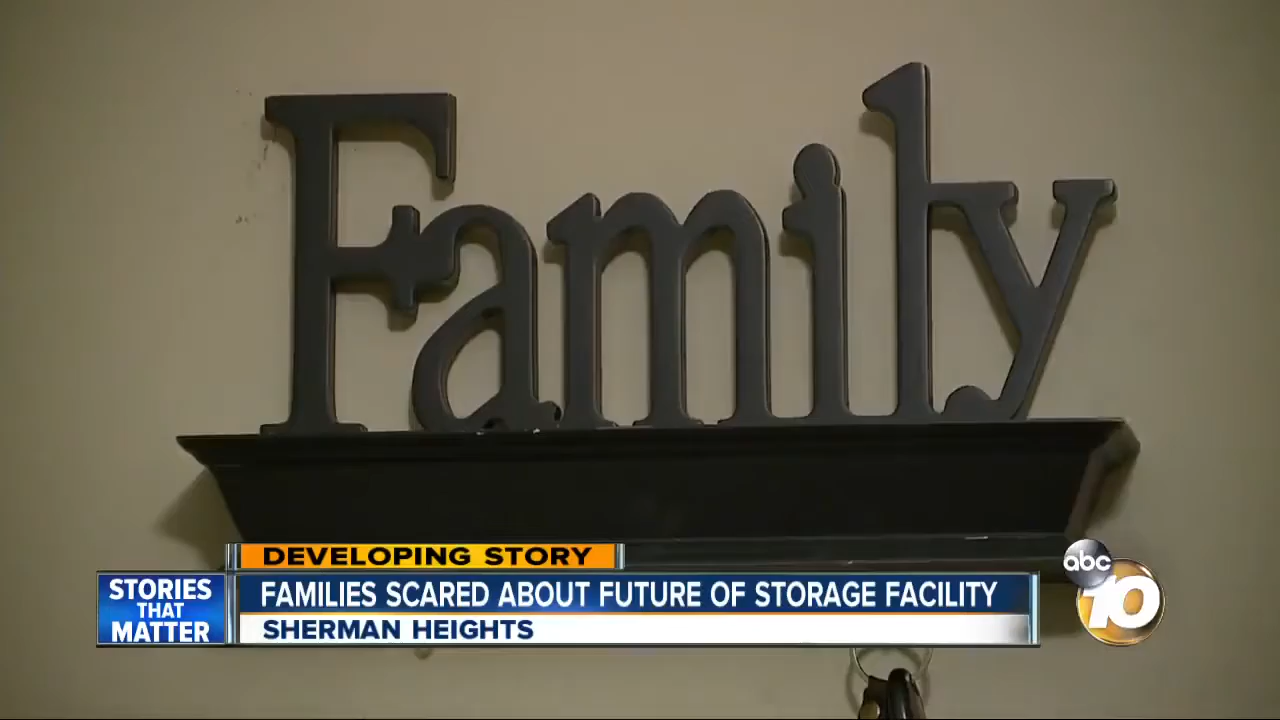 Family
DEVELOPING STORY
STORIES
THAT
MATTER
FAMILIES SCARED ABOUT FUTURE OF STORAGE FACILITY
SHERMAN HEIGHTS
abc
10